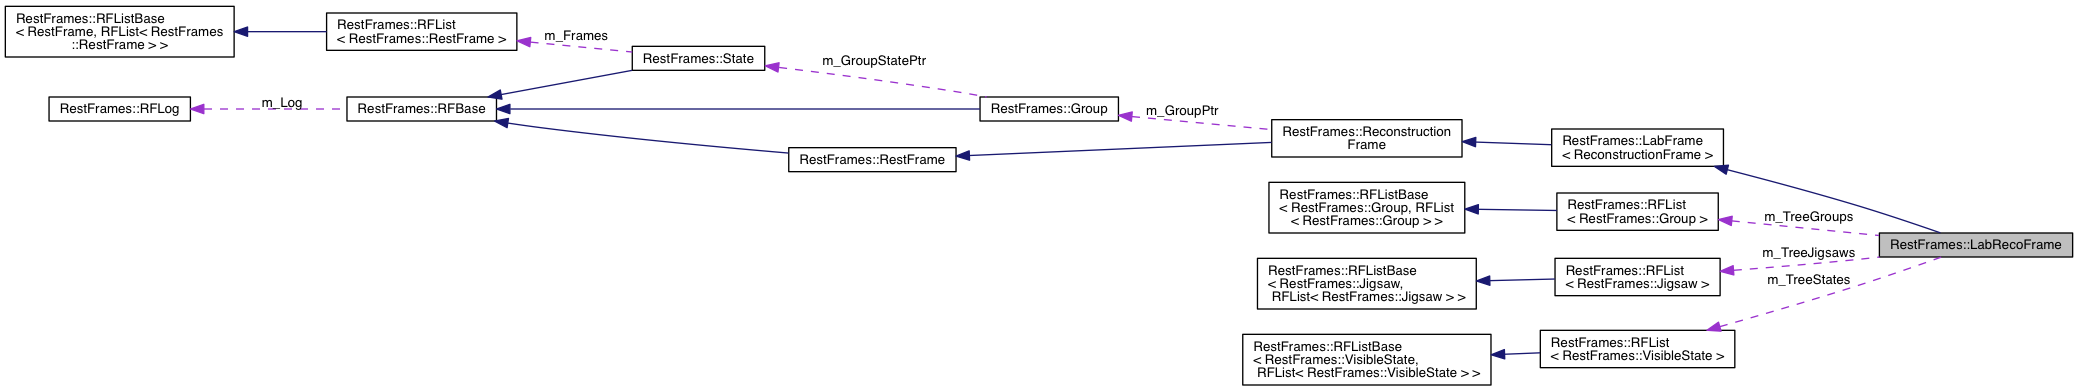 RestFrames::RFListBase
< RestFrame, RFList< RestFrames
::RestFrame > >
RestFrames::RFList
< RestFrames::RestFrame >
m_Frames
RestFrames::State
m_GroupStatePtr
RestFrames::RFLog
m_Log
RestFrames::RFBase
RestFrames::Group
m_GroupPtr
RestFrames::RestFrame
RestFrames::Reconstruction
Frame
RestFrames::LabFrame
< ReconstructionFrame >
RestFrames::RFListBase
< RestFrames::Group, RFList
< RestFrames::Group > >
RestFrames::RFList
< RestFrames::Group >
m_TreeGroups
RestFrames::LabRecoFrame
RestFrames::RFListBase
< RestFrames::Jigsaw,
RFList< RestFrames::Jigsaw > >
RestFrames::RFList
< RestFrames::Jigsaw >
m_TreeJigsaws
m_TreeStates
RestFrames::RFListBase
< RestFrames::VisibleState,
RFList< RestFrames::VisibleState > >
RestFrames::RFList
< RestFrames::VisibleState >